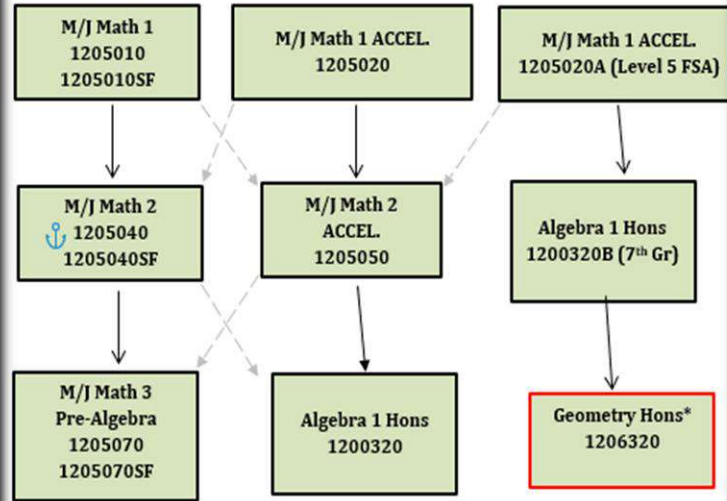 M/J Math 1
1205010
1205010SF
M/J Math 1 ACCEL.
1205020
M/J Math 1 ACCEL.
1205020A (Level 5 FSA)
M/J Math 2
1205040
1205040SF
M/J Math 2
ACCEL.
1205050
Algebra 1 Hons
1200320B (7th Gr)
M/J Math 3
Pre-Algebra
1205070
1205070SF
Algebra 1 Hons
1200320
Geometry Hons*
1206320